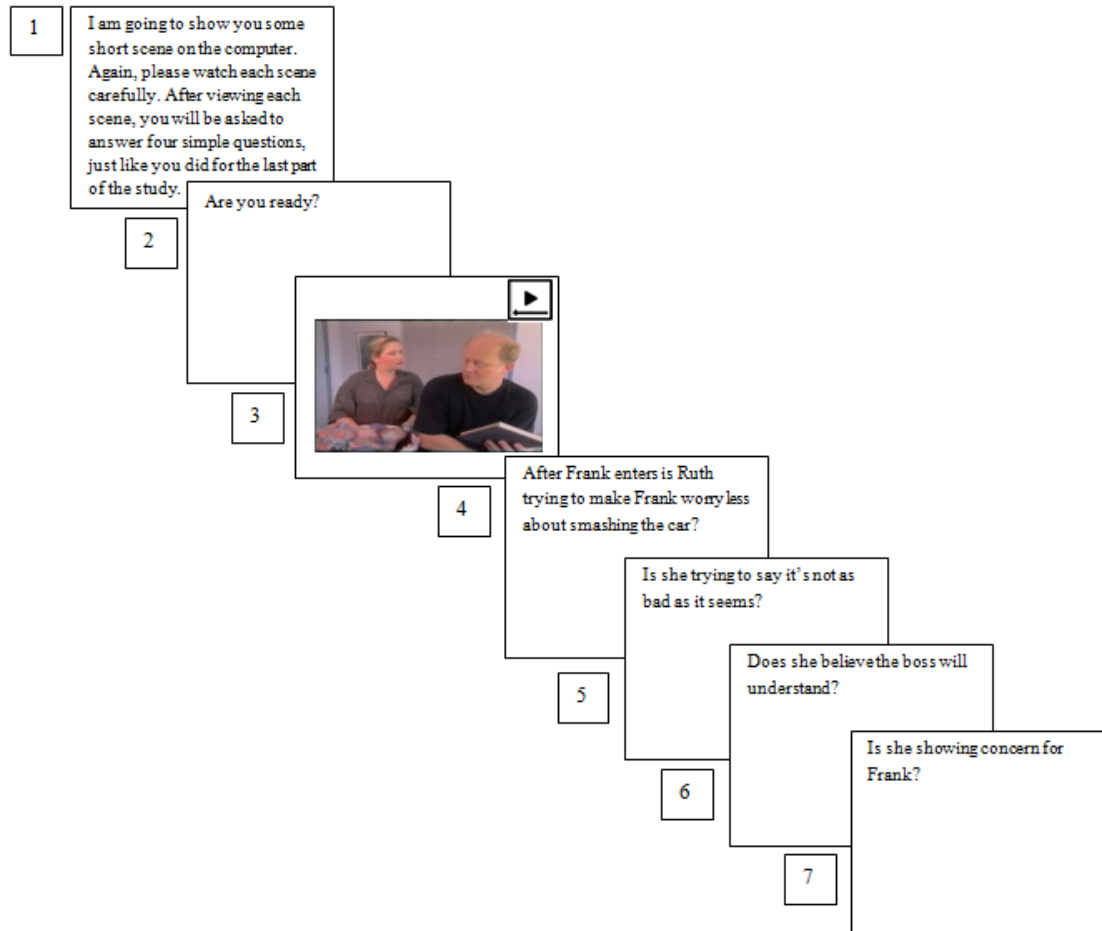 1
I am going to show you some
short scene on the computer.
Again, please watch each scene
carefully. After viewing each
scene, you will be asked to
answer four simple questions,
just like you did for the last part
of the study.
2
Are you ready?
3
4
After Frank enters is Ruth
trying to make Frank worry less
about smashing the car?
5
Is she trying to say it's not as
bad as it seems?
6
Does she believe the boss will
understand?
7
Is she showing concern for
Frank?